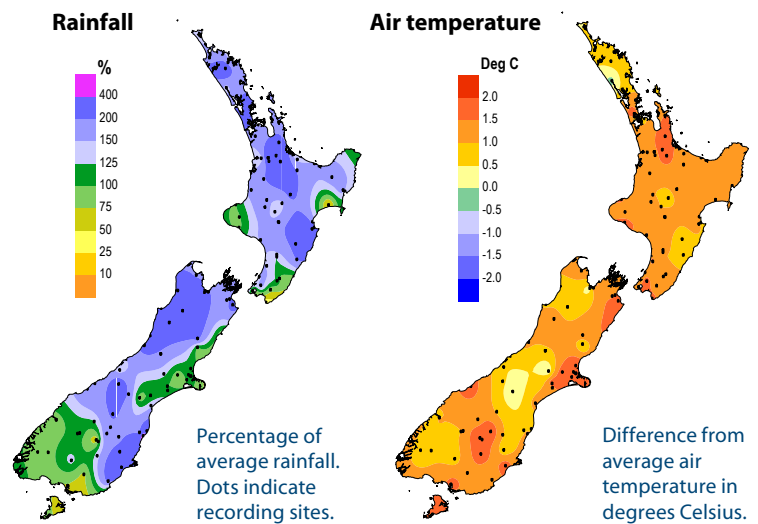 Rainfall
%
400
200
150
125
100
75
50
25
10
Percentage of
average rainfall.
Dots indicate
recording sites.
Air temperature
Deg C
2.0
1.5
1.0
0.5
0.0
-0.5
-1.0
-1.5
-2.0
Difference from
average air
temperature in
degrees Celsius.